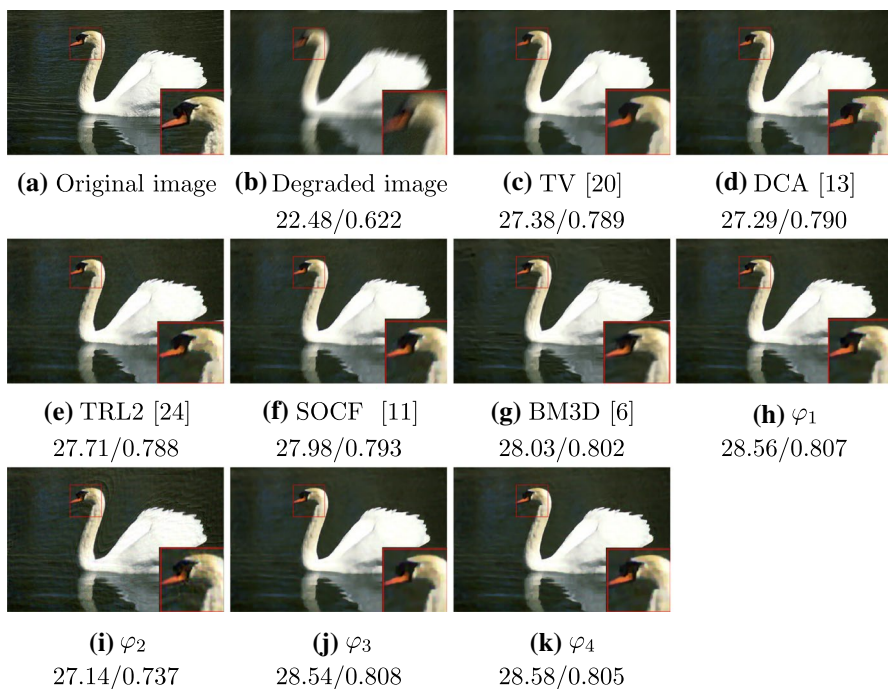 (a) Original image (b) Degraded image (c) TV [20] (d) DCA [13]
22.48/0.622 27.38/0.789 27.29/0.790
(e) TRL2 [24] (f) SOCF [11] (g) BM3D [6] (h) φ₁
27.71/0.788 27.98/0.793 28.03/0.802 28.56/0.807
(i) φ₂ (j) φ₃ (k) φ₄
27.14/0.737 28.54/0.808 28.58/0.805